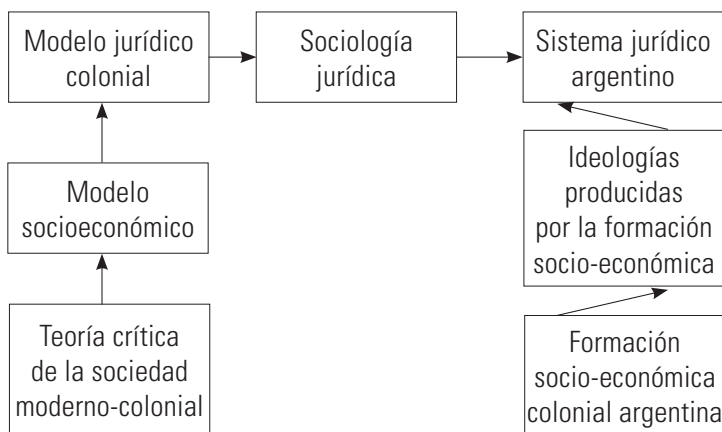 Modelo jurídico
colonial
Sociología
jurídica
Sistema jurídico
argentino
Modelo
socioeconómico
Ideologías
producidas
por la formación
socio-económica
Teoría crítica
de la sociedad
moderno-colonial
Formación
socio-económica
colonial argentina